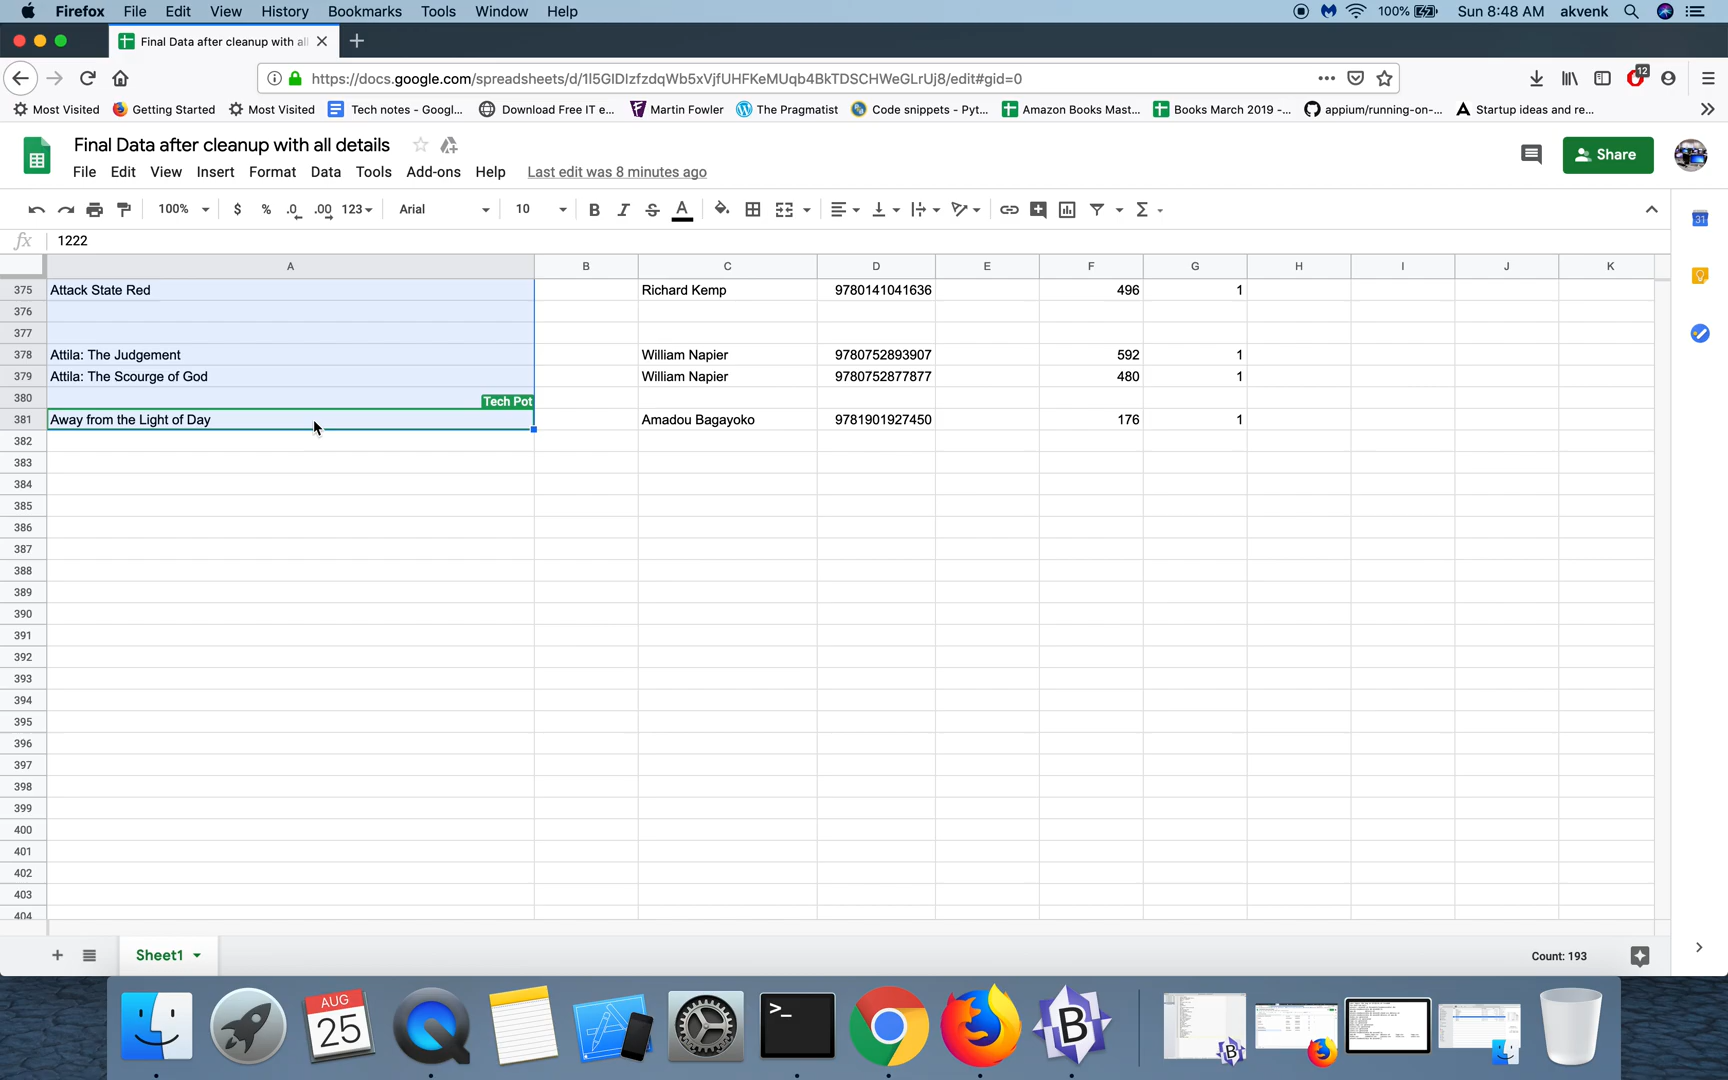 Firefox File Edit View History Bookmarks Tools Window Help 100% Sun 8:48 AM akvenk
Final Data after cleanup with al
https://docs.google.com/spreadsheets/d/1I5GlDlzfzdqWb5xVjfUHFKeMUqb4BkTDSCHWeGLrUj8/edit#gid=0 12
Most Visited Getting Started Most Visited Tech notes - Googl... Download Free IT e... Martin Fowler The Pragmatist Code snippets - Pyt... Amazon Books Mast... Books March 2019 -... appium/running-on-... Startup ideas and re...
Final Data after cleanup with all details
Share
File Edit View Insert Format Data Tools Add-ons Help Last edit was 8 minutes ago
100% $ % .0 .00 123 Arial 10 B I S A Σ
31
fx 1222
A B C D E F G H I J K
375 Attack State Red Richard Kemp 9780141041636 496 1
376
377
378 Attila: The Judgement William Napier 9780752893907 592 1
379 Attila: The Scourge of God William Napier 9780752877877 480 1
380 Tech Pot
381 Away from the Light of Day Amadou Bagayoko 9781901927450 176 1
382
383
384
385
386
387
388
389
390
391
392
393
394
395
396
397
398
399
400
401
402
403
404
Sheet1 Count: 193
AUG
25
>_
B